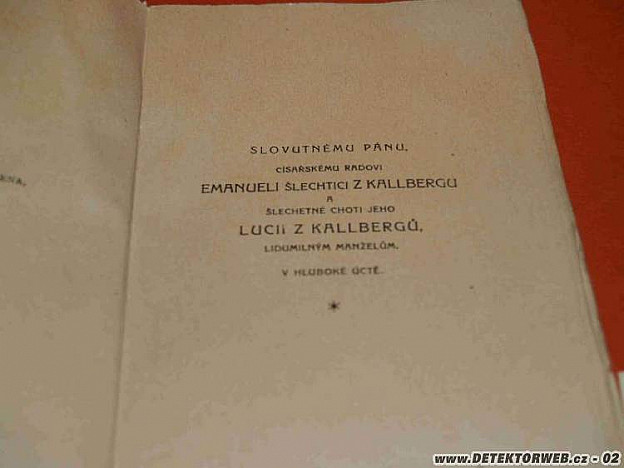 ENA,
SLOVUTNÉMU PÁNU,
CÍSAŘSKÉMU RADOVI
EMANUELI ŠLECHTICI Z KALLBERGU
A
ŠLECHETNÉ CHOTI JEHO
LUCII Z KALLBERGŮ,
LIDUMILNÝM MANŽELŮM,
V HLUBOKÉ ÚCTĚ.
*
www.DETEKTORWEB.cz - 02